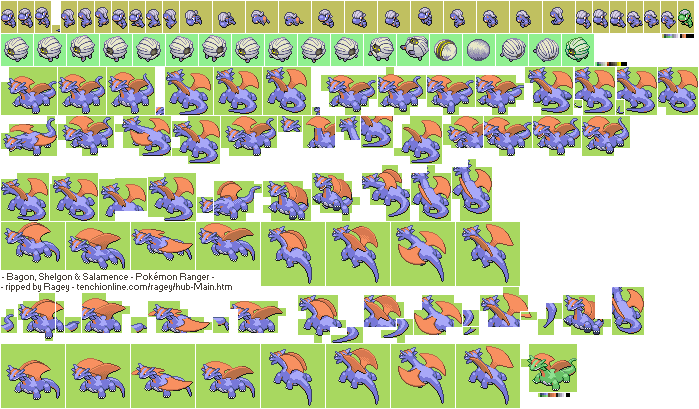 - Bagon, Shelgon & Salamence - Pokémon Ranger -
- ripped by Ragey - tenchionline.com/ragey/hub-Main.htm